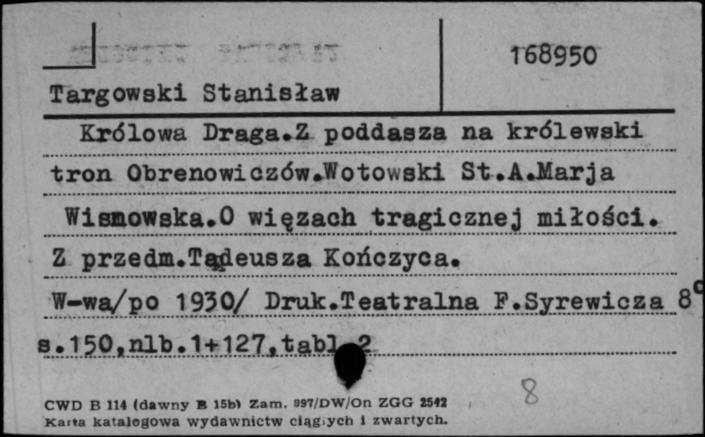 168950
Targowski Stanisław
Królowa Draga.Z poddasza na królewski
tron Obrenowiczów.Wotowski St.A.Marja
Wisnowska.O więzach tragicznej miłości.
Z przedm.Tadeusza Kończyca.
W-wa/po 1930/ Druk.Teatralna F.Syrewicza 8°
s.150,nlb.1+127,tabl 2
8
CWD B 114 (dawny B 15b) Zam. 997/DW/On ZGG 2542
Karta katalogowa wydawnictw ciągłych i zwartych.